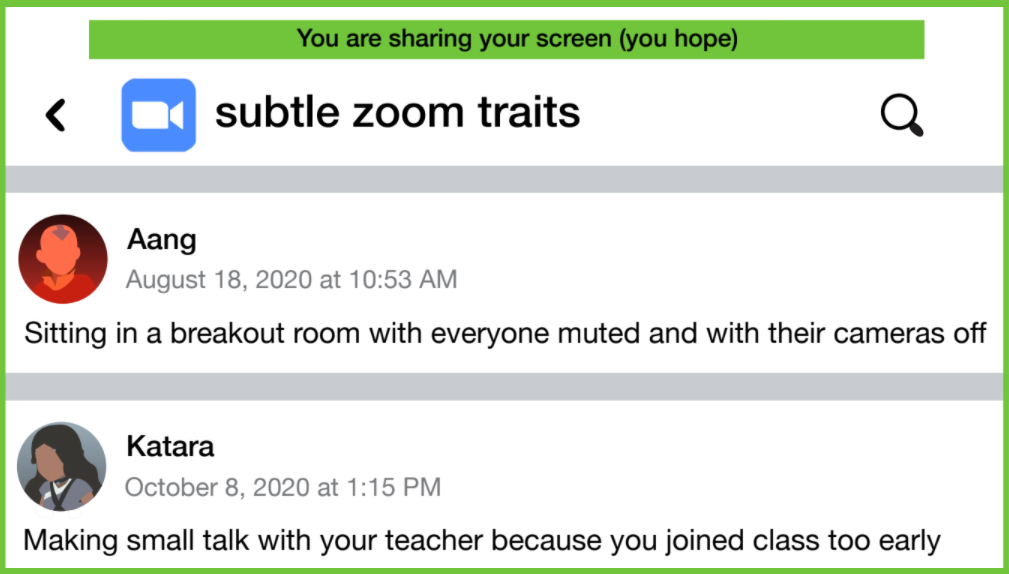 You are sharing your screen (you hope)
subtle zoom traits
Aang
August 18, 2020 at 10:53 AM
Sitting in a breakout room with everyone muted and with their cameras off
Katara
October 8, 2020 at 1:15 PM
Making small talk with your teacher because you joined class too early